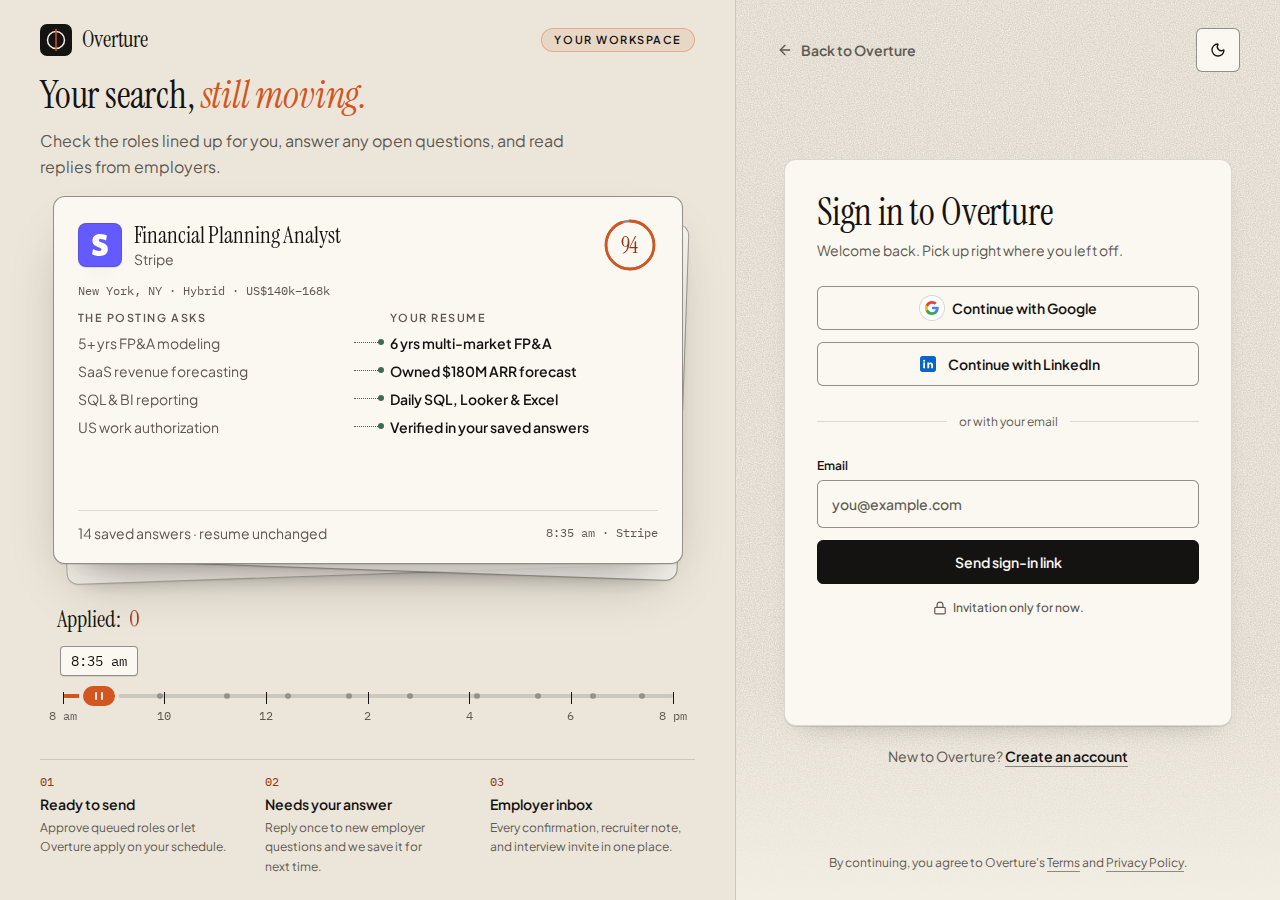 Overture
YOUR WORKSPACE
Your search, still moving.
Check the roles lined up for you, answer any open questions, and read
replies from employers.
S
Financial Planning Analyst
Stripe
94
New York, NY · Hybrid · US$140k–168k
THE POSTING ASKS
YOUR RESUME
5+ yrs FP&A modeling
6 yrs multi-market FP&A
SaaS revenue forecasting
Owned $180M ARR forecast
SQL & BI reporting
Daily SQL, Looker & Excel
US work authorization
Verified in your saved answers
14 saved answers · resume unchanged
8:35 am · Stripe
Applied: 0
8:35 am
8 am 10 12 2 4 6 8 pm
01
Ready to send
Approve queued roles or let
Overture apply on your schedule.
02
Needs your answer
Reply once to new employer
questions and we save it for
next time.
03
Employer inbox
Every confirmation, recruiter note,
and interview invite in one place.
Back to Overture
Sign in to Overture
Welcome back. Pick up right where you left off.
Continue with Google
in Continue with LinkedIn
or with your email
Email
you@example.com
Send sign-in link
Invitation only for now.
New to Overture? Create an account
By continuing, you agree to Overture's Terms and Privacy Policy.